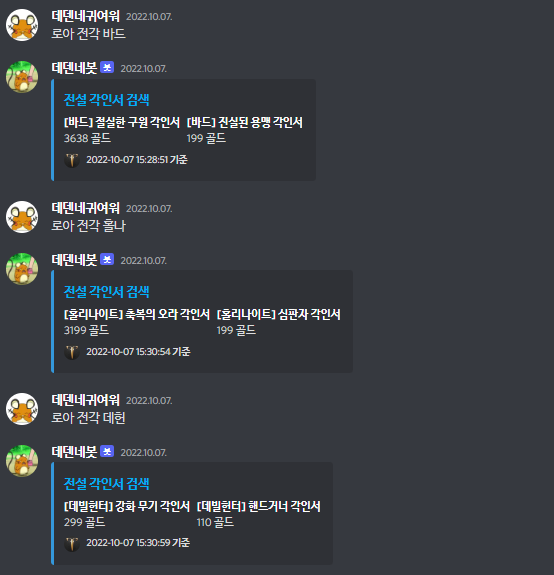 데덴네귀여워 2022.10.07.
로아 전각 바드
데덴네봇 봇 2022.10.07.
전설 각인서 검색
[바드] 절실한 구원 각인서 [바드] 진실된 용맹 각인서
3638 골드 199 골드
2022-10-07 15:28:51 기준
데덴네귀여워 2022.10.07.
로아 전각 홀나
데덴네봇 봇 2022.10.07.
전설 각인서 검색
[홀리나이트] 축복의 오라 각인서 [홀리나이트] 심판자 각인서
3199 골드 199 골드
2022-10-07 15:30:54 기준
데덴네귀여워 2022.10.07.
로아 전각 데헌
데덴네봇 봇 2022.10.07.
전설 각인서 검색
[데빌헌터] 강화 무기 각인서 [데빌헌터] 핸드거너 각인서
299 골드 110 골드
2022-10-07 15:30:59 기준